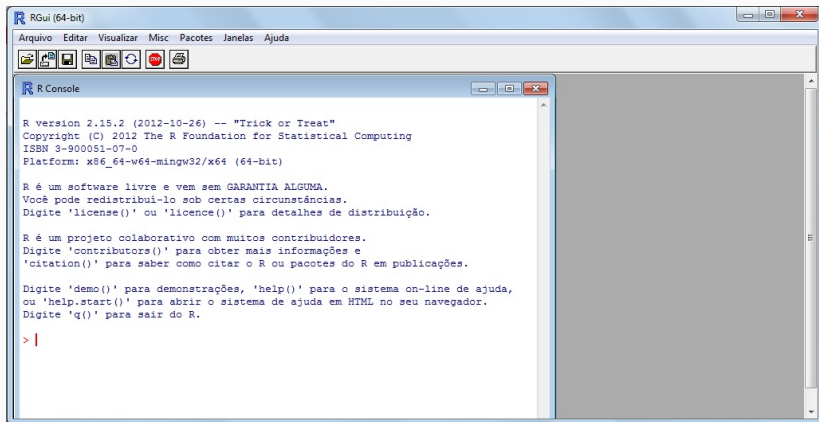 RGui (64-bit)
Arquivo Editar Visualizar Misc Pacotes Janelas Ajuda
STOP
R Console
R version 2.15.2 (2012-10-26) -- "Trick or Treat"
Copyright (C) 2012 The R Foundation for Statistical Computing
ISBN 3-900051-07-0
Platform: x86_64-w64-mingw32/x64 (64-bit)
R é um software livre e vem sem GARANTIA ALGUMA.
Você pode redistribuí-lo sob certas circunstâncias.
Digite 'license()' ou 'licence()' para detalhes de distribuição.
R é um projeto colaborativo com muitos contribuidores.
Digite 'contributors()' para obter mais informações e
'citation()' para saber como citar o R ou pacotes do R em publicações.
Digite 'demo()' para demonstrações, 'help()' para o sistema on-line de ajuda,
ou 'help.start()' para abrir o sistema de ajuda em HTML no seu navegador.
Digite 'q()' para sair do R.
>